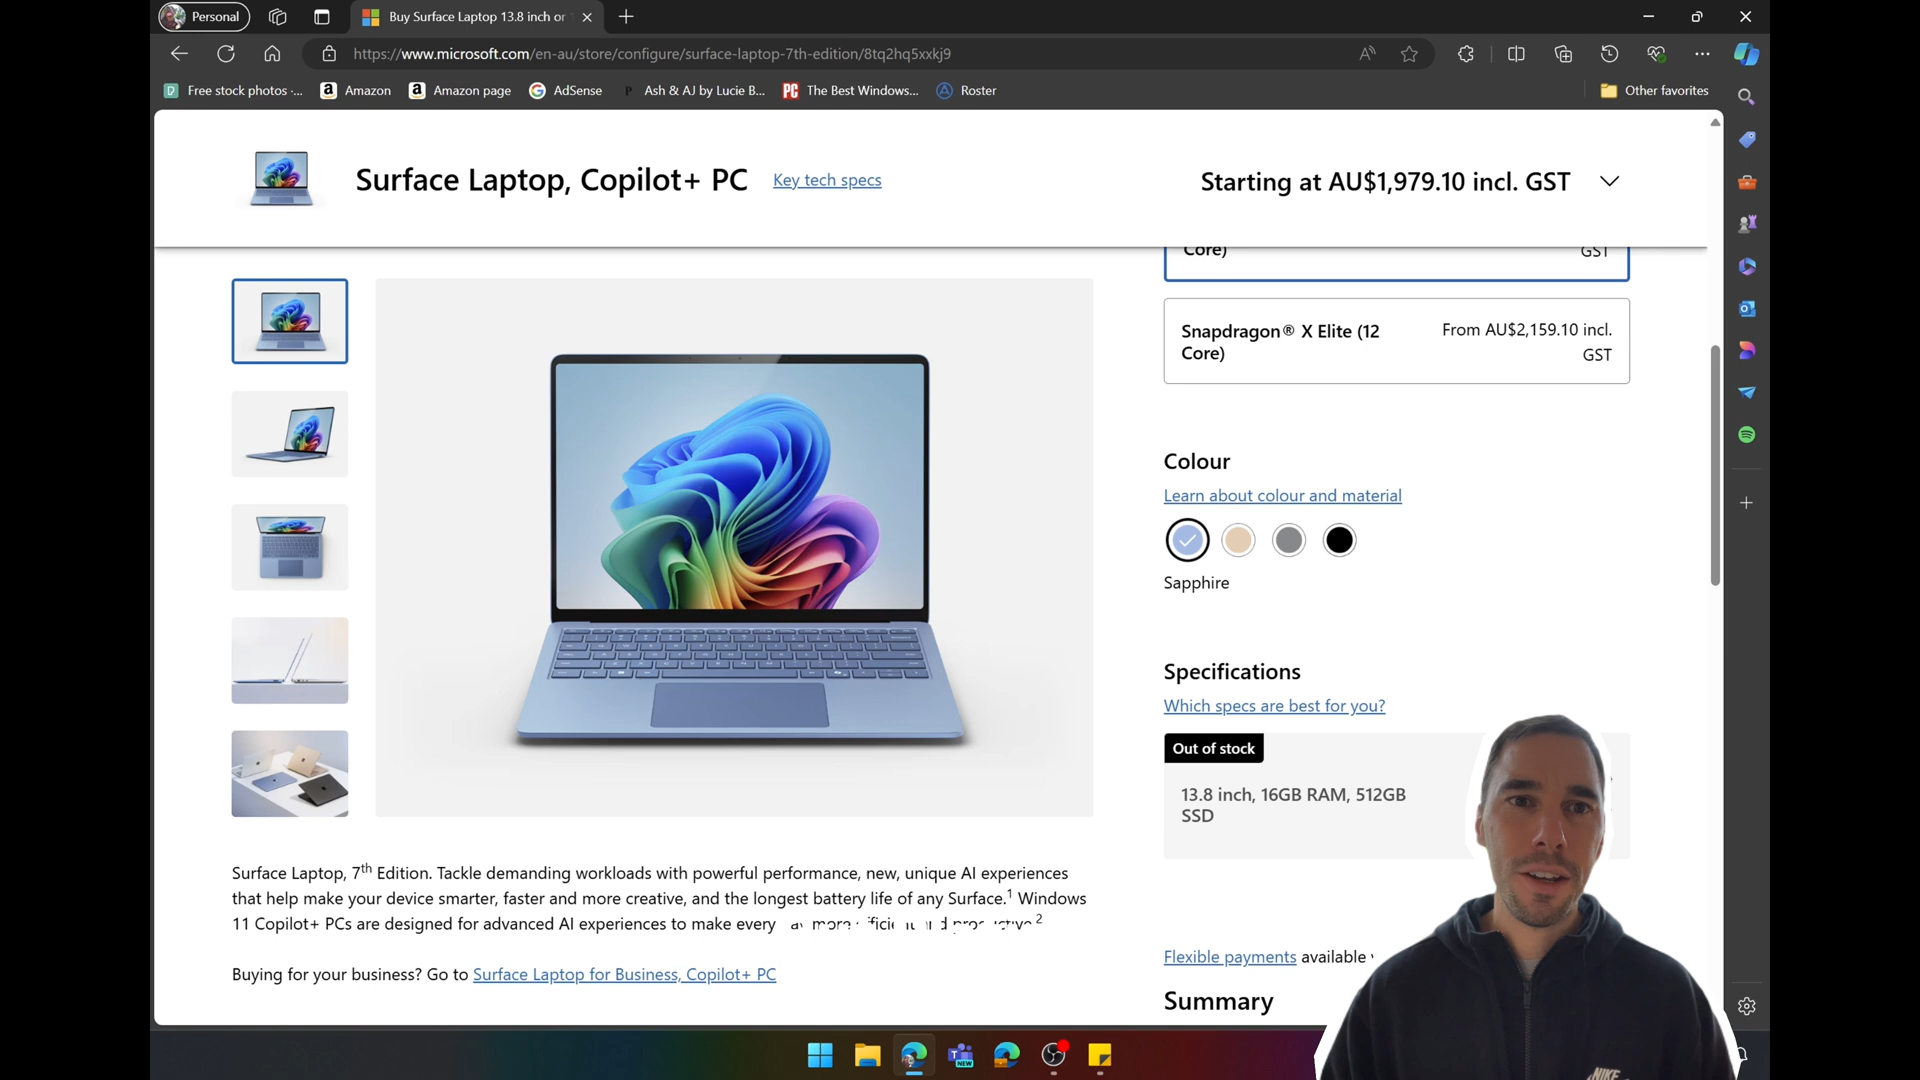 Personal
Buy Surface Laptop 13.8 inch or
https://www.microsoft.com/en-au/store/configure/surface-laptop-7th-edition/8tq2hq5xxkj9
Free stock photos -...
Amazon
Amazon page
AdSense
Ash & AJ by Lucie B...
The Best Windows...
Roster
Other favorites
Surface Laptop, Copilot+ PC
Key tech specs
Starting at AU$1,979.10 incl. GST
Core)
GST
Snapdragon® X Elite (12
Core)
From AU$2,159.10 incl.
GST
Colour
Learn about colour and material
Sapphire
Specifications
Which specs are best for you?
Out of stock
13.8 inch, 16GB RAM, 512GB
SSD
Flexible payments available
Summary
Surface Laptop, 7th Edition. Tackle demanding workloads with powerful performance, new, unique AI experiences
that help make your device smarter, faster and more creative, and the longest battery life of any Surface.1 Windows
11 Copilot+ PCs are designed for advanced AI experiences to make every
Buying for your business? Go to Surface Laptop for Business, Copilot+ PC
NEW
NIKE